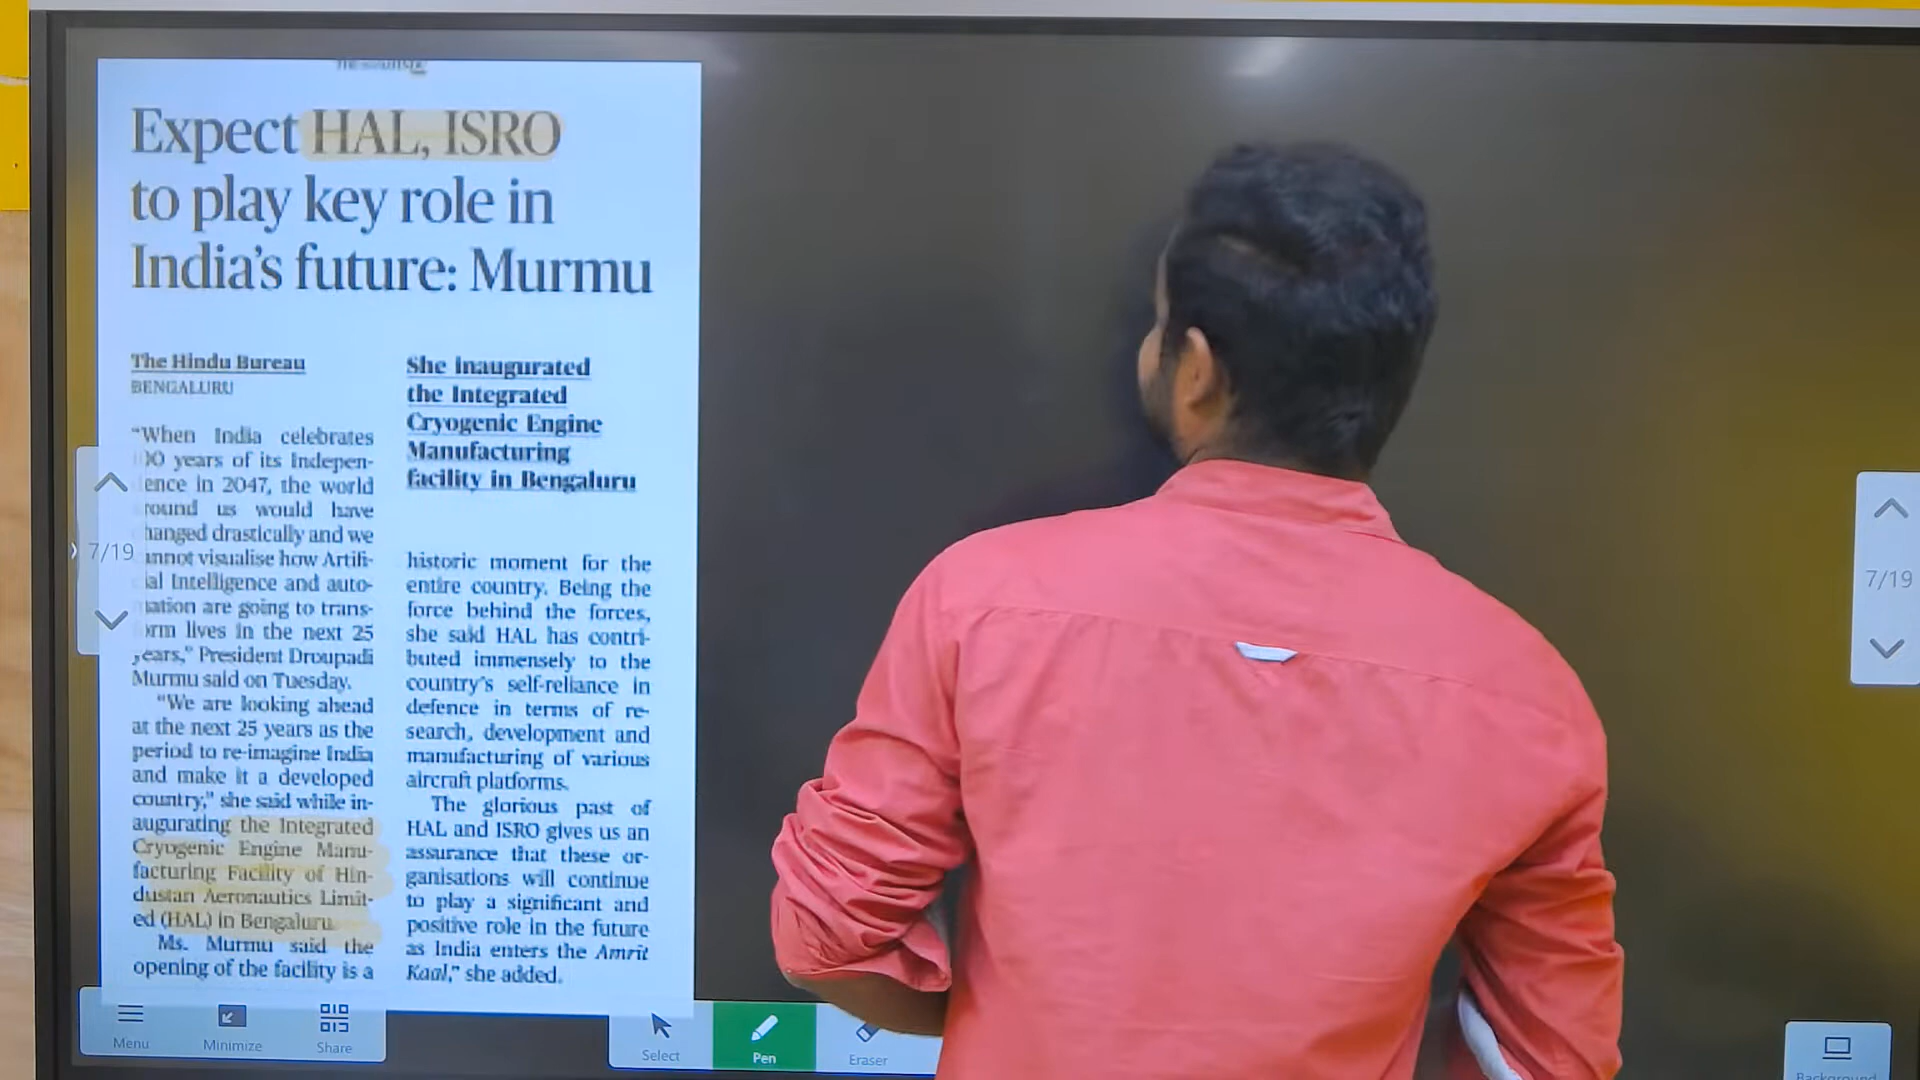 Expect HAL, ISRO
to play key role in
India's future: Murmu
The Hindu Bureau
BENGALURU
"When India celebrates
years of its Indepen-
ence in 2047, the world
round us would have
hanged drastically and we
nnot visualise how Artifi-
ial Intelligence and auto-
ation are going to trans-
orm lives in the next 25
years," President Droupadi
Murmu said on Tuesday.
"We are looking ahead
at the next 25 years as the
period to re-imagine India
and make it a developed
country," she said while in-
augurating the Integrated
Cryogenic Engine Manu-
facturing Facility of Hin-
dustan Aeronautics Limit-
ed (HAL) in Bengaluru.
Ms. Murmu said the
opening of the facility is a
She inaugurated
the Integrated
Cryogenic Engine
Manufacturing
facility in Bengaluru
historic moment for the
entire country. Being the
force behind the forces,
she said HAL has contri-
buted immensely to the
country's self-reliance in
defence in terms of re-
search, development and
manufacturing of various
aircraft platforms.
The glorious past of
HAL and ISRO gives us an
assurance that these or-
ganisations will continue
to play a significant and
positive role in the future
as India enters the Amrit
Kaal," she added.
7/19
7/19
Menu
Minimize
Share
Select
Pen
Eraser
Background